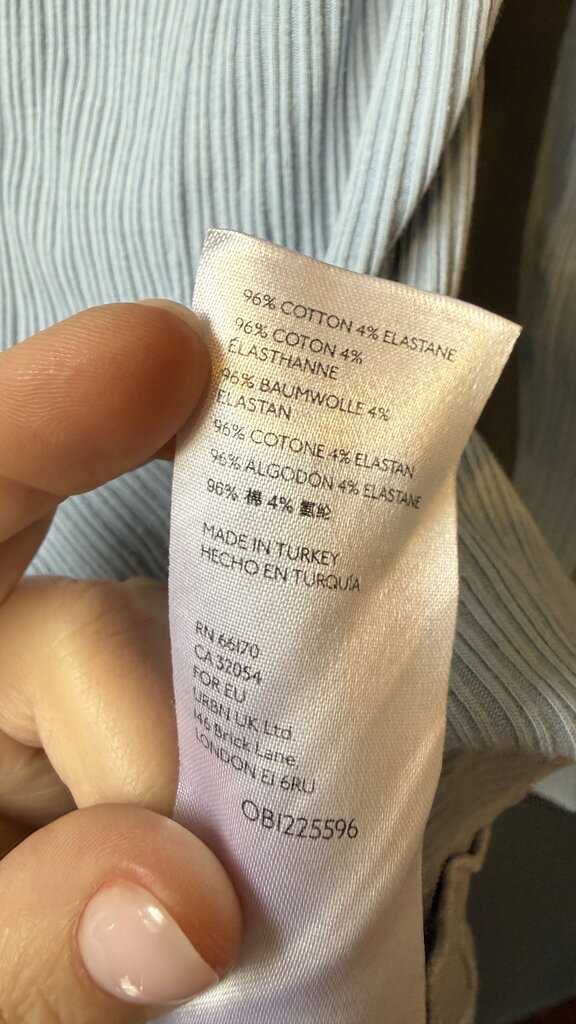 96% COTTON 4% ELASTANE
96% COTON 4%
ÉLASTHANNE
96% BAUMWOLLE 4%
ELASTAN
96% COTONE 4% ELASTAN
96% ALGODÓN 4% ELASTANE
96% 棉 4% 氨纶
MADE IN TURKEY
HECHO EN TURQUÍA
RN 66170
CA 32054
FOR EU
URBN UK Ltd
146 Brick Lane
LONDON E1 6RU
OB1225596